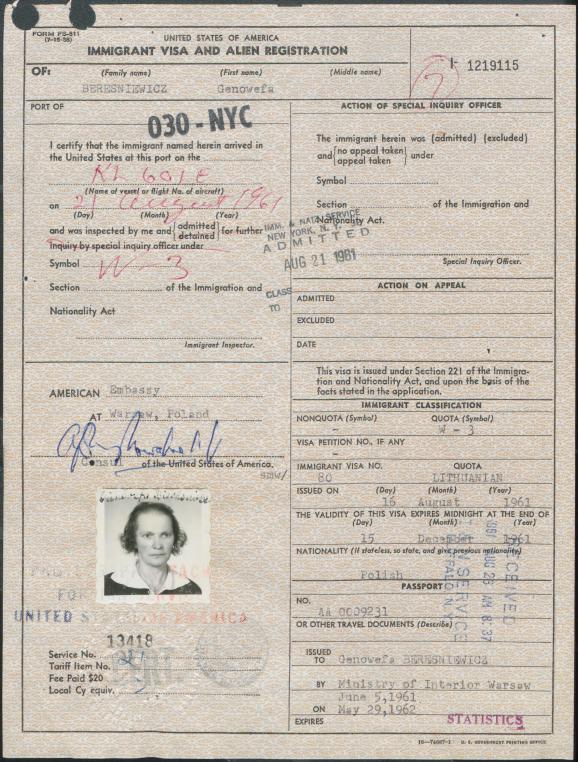 FORM FS-511
(7-15-58)
UNITED STATES OF AMERICA
IMMIGRANT VISA AND ALIEN REGISTRATION
I- 1219115
OF: (Family name) (First name) (Middle name)
BERESNIEWICZ Genowefa
PORT OF
030 - NYC
I certify that the immigrant named herein arrived in
the United States at this port on the
KL 601 E
(Name of vessel or flight No. of aircraft)
on 21 August 1961
(Day) (Month) (Year)
and was inspected by me and {admitted detained} for further
inquiry by special inquiry officer under
Symbol W-3
Section of the Immigration and
Nationality Act
Immigrant Inspector.
ACTION OF SPECIAL INQUIRY OFFICER
The immigrant herein was (admitted) (excluded)
and {no appeal taken appeal taken} under
Symbol
Section of the Immigration and
Nationality Act.
Special Inquiry Officer.
IMM. & NATZ. SERVICE
NEW YORK, N. Y.
ADMITTED
AUG 21 1961
CLASS
TO
ACTION ON APPEAL
ADMITTED
EXCLUDED
DATE
This visa is issued under Section 221 of the Immigra-
tion and Nationality Act, and upon the basis of the
facts stated in the application.
AMERICAN Embassy
AT Warsaw, Poland
Consul of the United States of America.
smw/
IMMIGRANT CLASSIFICATION
NONQUOTA (Symbol) QUOTA (Symbol)
- W - 3
VISA PETITION NO., IF ANY
-
IMMIGRANT VISA NO. QUOTA
80 LITHUANIAN
ISSUED ON (Day) (Month) (Year)
16 August 1961
THE VALIDITY OF THIS VISA EXPIRES MIDNIGHT AT THE END OF
(Day) (Month) (Year)
15 December 1961
NATIONALITY (If stateless, so state, and give previous nationality)
Polish
PASSPORT
NO.
AA 0009231
OR OTHER TRAVEL DOCUMENTS (Describe)
ISSUED
TO Genowefa BERESNIEWICZ
BY Ministry of Interior Warsaw
June 5,1961
ON May 29,1962
EXPIRES
RECEIVED
1961 AUG 28 AM 8:37
SERVICE
BUFFALO, N.Y.
STATISTICS
UNITED STATES OF AMERICA
13418
Service No.
Tariff Item No. 21
Fee Paid $20
Local Cy equiv.
16—74667-1 U. S. GOVERNMENT PRINTING OFFICE